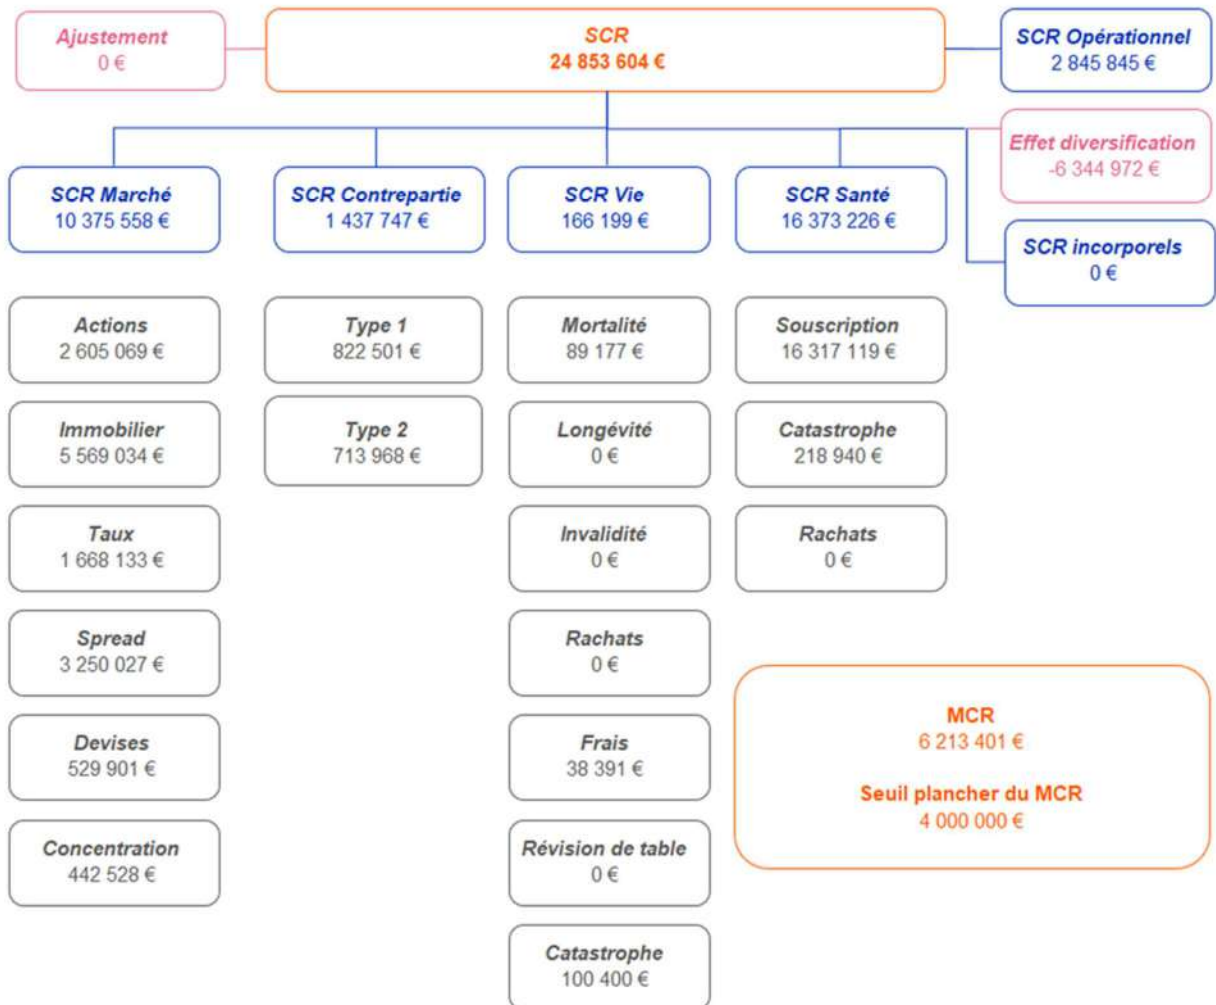 Ajustement
0 €
SCR
24 853 604 €
SCR Opérationnel
2 845 845 €
Effet diversification
-6 344 972 €
SCR Marché
10 375 558 €
SCR Contrepartie
1 437 747 €
SCR Vie
166 199 €
SCR Santé
16 373 226 €
SCR incorporels
0 €
Actions
2 605 069 €
Type 1
822 501 €
Mortalité
89 177 €
Souscription
16 317 119 €
Immobilier
5 569 034 €
Type 2
713 968 €
Longévité
0 €
Catastrophe
218 940 €
Taux
1 668 133 €
Invalidité
0 €
Rachats
0 €
Spread
3 250 027 €
Rachats
0 €
Devises
529 901 €
Frais
38 391 €
MCR
6 213 401 €
Seuil plancher du MCR
4 000 000 €
Concentration
442 528 €
Révision de table
0 €
Catastrophe
100 400 €